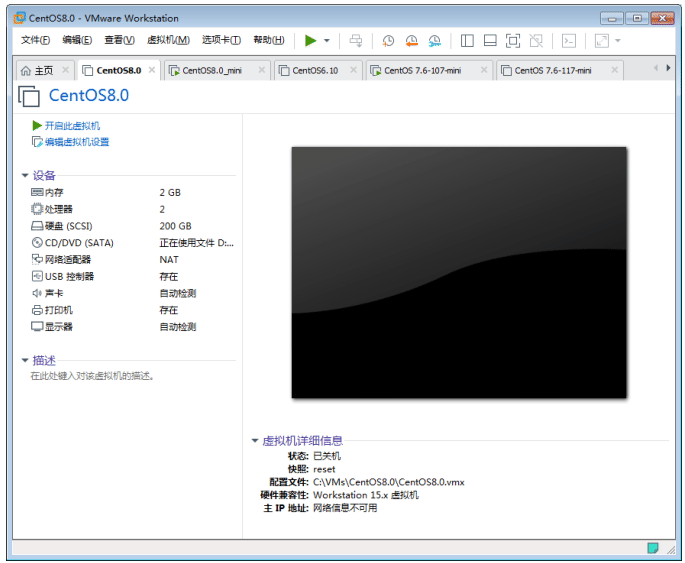 CentOS8.0 - VMware Workstation
文件(F) 编辑(E) 查看(V) 虚拟机(M) 选项卡(T) 帮助(H)
主页 CentOS8.0 CentOS8.0_mini CentOS6.10 CentOS 7.6-107-mini CentOS 7.6-117-mini
CentOS8.0
开启此虚拟机
编辑虚拟机设置
设备
内存 2 GB
处理器 2
硬盘 (SCSI) 200 GB
CD/DVD (SATA) 正在使用文件 D:...
网络适配器 NAT
USB 控制器 存在
声卡 自动检测
打印机 存在
显示器 自动检测
描述
在此处键入对该虚拟机的描述。
虚拟机详细信息
状态: 已关机
快照: reset
配置文件: C:\VMs\CentOS8.0\CentOS8.0.vmx
硬件兼容性: Workstation 15.x 虚拟机
主 IP 地址: 网络信息不可用